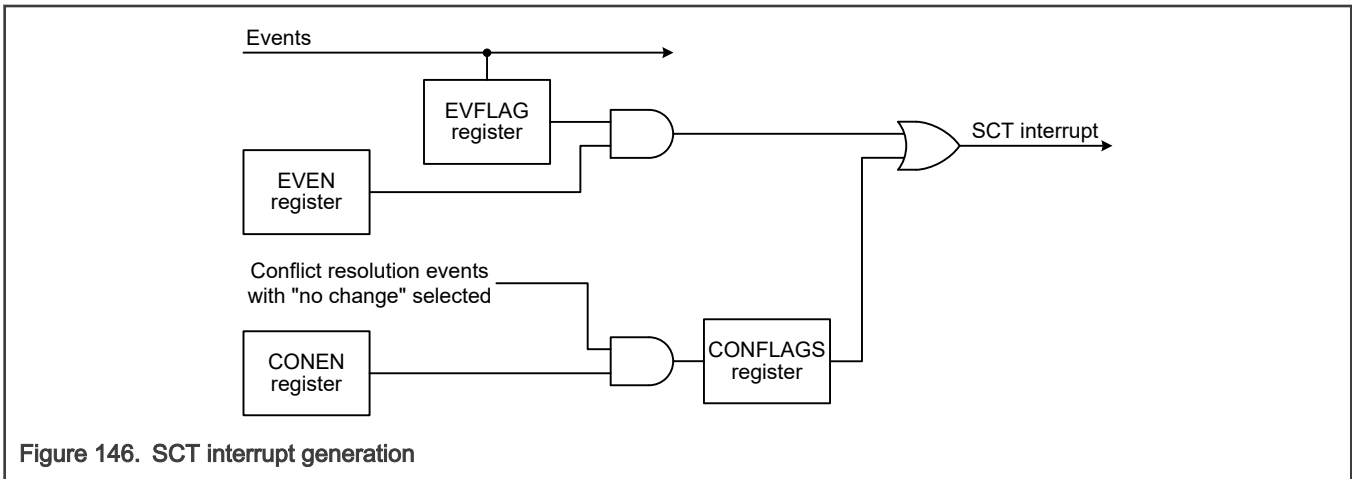 Events
EVFLAG
register
SCT interrupt
EVEN
register
Conflict resolution events
with "no change" selected
CONEN
register
CONFLAGS
register
Figure 146. SCT interrupt generation